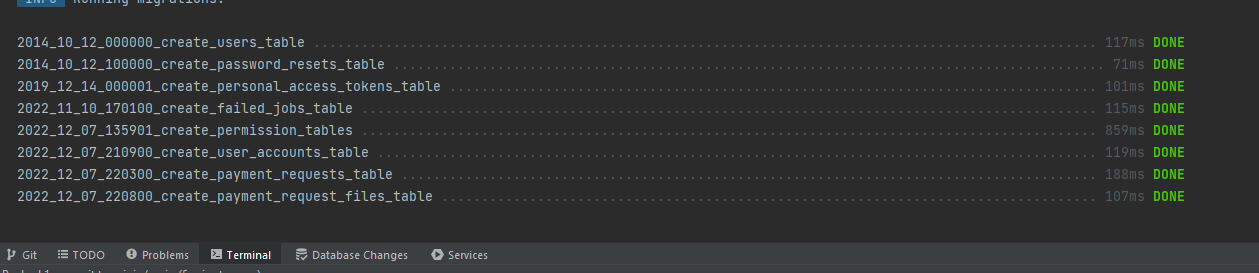 INFO Running migrations.
2014_10_12_000000_create_users_table ........ 117ms DONE
2014_10_12_100000_create_password_resets_table ........ 71ms DONE
2019_12_14_000001_create_personal_access_tokens_table ........ 101ms DONE
2022_11_10_170100_create_failed_jobs_table ........ 115ms DONE
2022_12_07_135901_create_permission_tables ........ 859ms DONE
2022_12_07_210900_create_user_accounts_table ........ 119ms DONE
2022_12_07_220300_create_payment_requests_table ........ 188ms DONE
2022_12_07_220800_create_payment_request_files_table ........ 107ms DONE
Git TODO Problems Terminal Database Changes Services